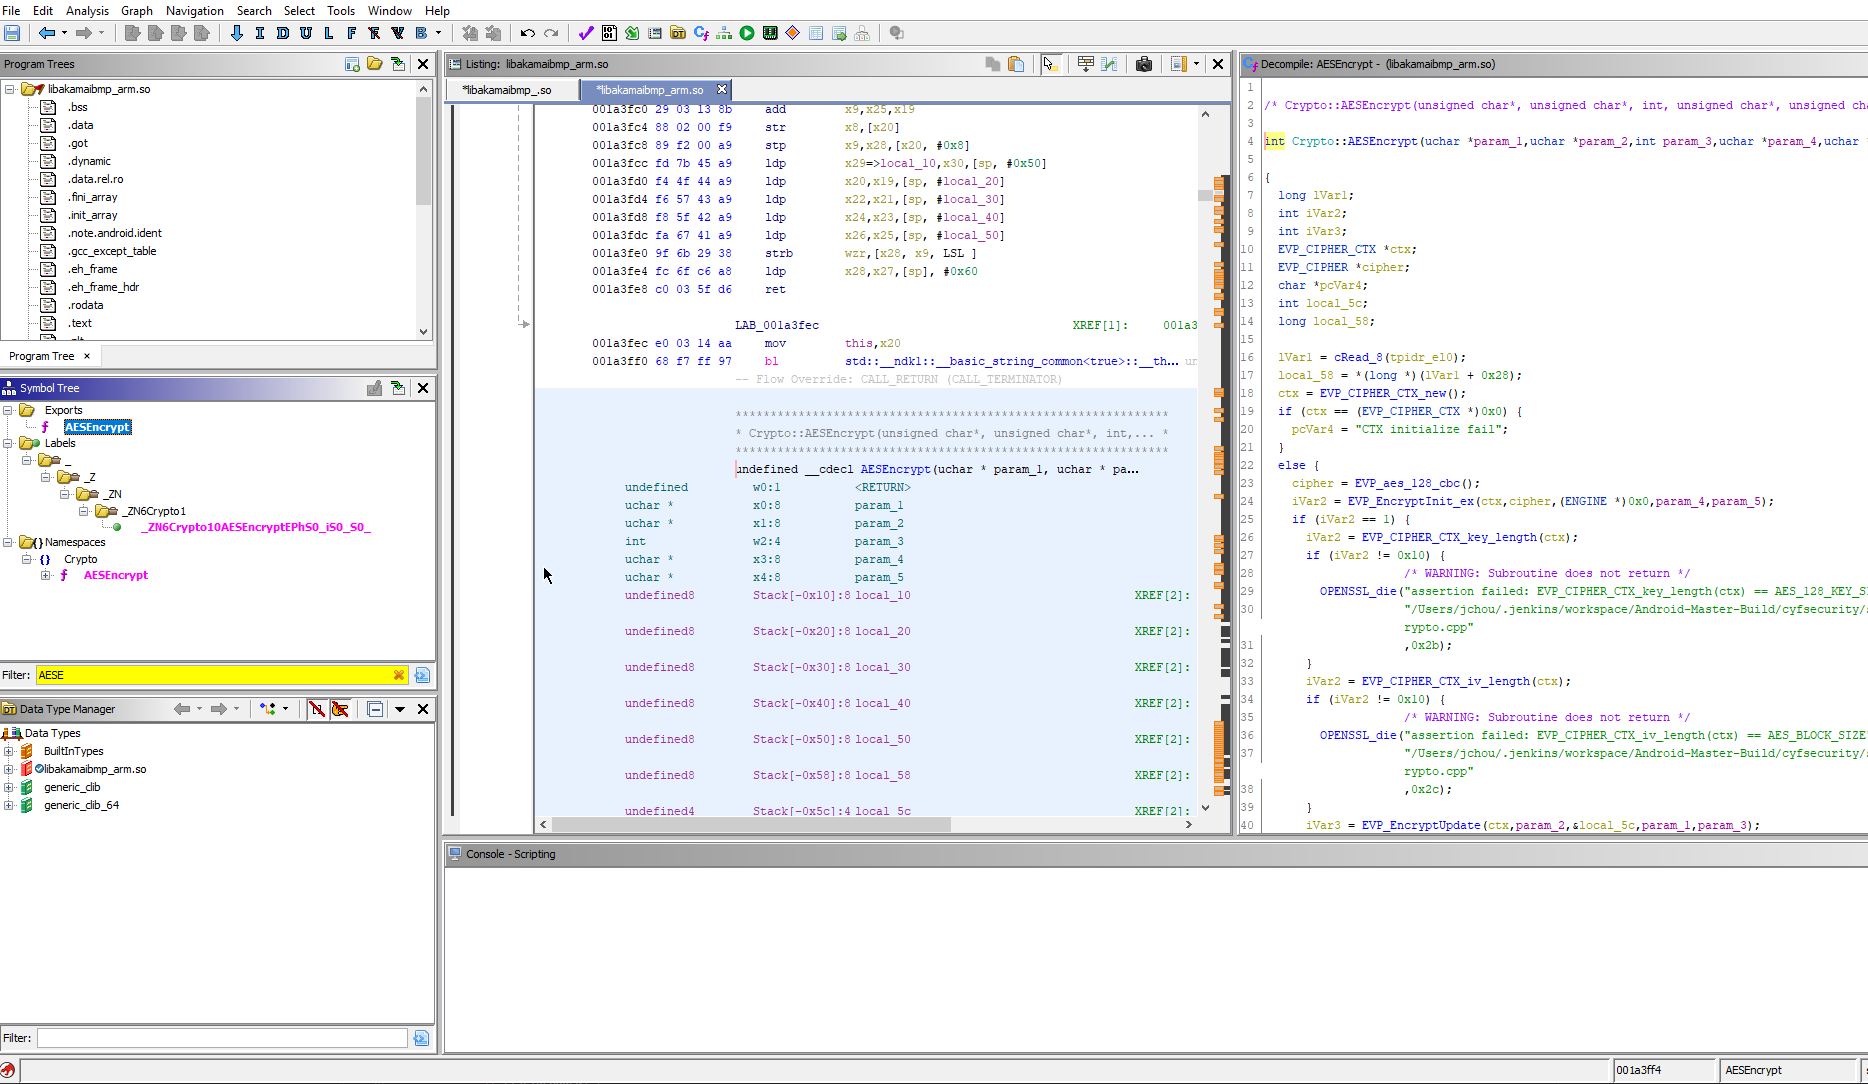 File Edit Analysis Graph Navigation Search Select Tools Window Help
I D U L F V B
Program Trees
libakamaibmp_arm.so
.bss
.data
.got
.dynamic
.data.rel.ro
.fini_array
.init_array
.note.android.ident
.gcc_except_table
.eh_frame
.eh_frame_hdr
.rodata
.text
Program Tree ×
Symbol Tree
Exports
f AESEncrypt
Labels
_
_Z
_ZN
_ZN6Crypto1
_ZN6Crypto10AESEncryptEPhS0_iS0_S0_
Namespaces
{} Crypto
f AESEncrypt
Filter: AESE
Data Type Manager
Data Types
BuiltInTypes
libakamaibmp_arm.so
generic_clib
generic_clib_64
Filter:
Listing: libakamaibmp_arm.so
*libakamaibmp_.so *libakamaibmp_arm.so
001a3fc0 29 03 13 8b add x9,x25,x19
001a3fc4 88 02 00 f9 str x8,[x20]
001a3fc8 89 f2 00 a9 stp x9,x28,[x20, #0x8]
001a3fcc fd 7b 45 a9 ldp x29=>local_10,x30,[sp, #0x50]
001a3fd0 f4 4f 44 a9 ldp x20,x19,[sp, #local_20]
001a3fd4 f6 57 43 a9 ldp x22,x21,[sp, #local_30]
001a3fd8 f8 5f 42 a9 ldp x24,x23,[sp, #local_40]
001a3fdc fa 67 41 a9 ldp x26,x25,[sp, #local_50]
001a3fe0 9f 6b 29 38 strb wzr,[x28, x9, LSL ]
001a3fe4 fc 6f c6 a8 ldp x28,x27,[sp], #0x60
001a3fe8 c0 03 5f d6 ret
LAB_001a3fec XREF[1]: 001a3
001a3fec e0 03 14 aa mov this,x20
001a3ff0 68 f7 ff 97 bl std::__ndk1::__basic_string_common<true>::__th... un
-- Flow Override: CALL_RETURN (CALL_TERMINATOR)
*************************************************************
* Crypto::AESEncrypt(unsigned char*, unsigned char*, int,... *
*************************************************************
undefined __cdecl AESEncrypt(uchar * param_1, uchar * pa...
undefined w0:1 <RETURN>
uchar * x0:8 param_1
uchar * x1:8 param_2
int w2:4 param_3
uchar * x3:8 param_4
uchar * x4:8 param_5
undefined8 Stack[-0x10]:8 local_10 XREF[2]:
undefined8 Stack[-0x20]:8 local_20 XREF[2]:
undefined8 Stack[-0x30]:8 local_30 XREF[2]:
undefined8 Stack[-0x40]:8 local_40 XREF[2]:
undefined8 Stack[-0x50]:8 local_50 XREF[2]:
undefined8 Stack[-0x58]:8 local_58 XREF[2]:
undefined4 Stack[-0x5c]:4 local_5c XREF[2]:
Decompile: AESEncrypt - (libakamaibmp_arm.so)
1
2 /* Crypto::AESEncrypt(unsigned char*, unsigned char*, int, unsigned char*, unsigned cha
3
4 int Crypto::AESEncrypt(uchar *param_1,uchar *param_2,int param_3,uchar *param_4,uchar
5
6 {
7 long lVar1;
8 int iVar2;
9 int iVar3;
10 EVP_CIPHER_CTX *ctx;
11 EVP_CIPHER *cipher;
12 char *pcVar4;
13 int local_5c;
14 long local_58;
15
16 lVar1 = cRead_8(tpidr_el0);
17 local_58 = *(long *)(lVar1 + 0x28);
18 ctx = EVP_CIPHER_CTX_new();
19 if (ctx == (EVP_CIPHER_CTX *)0x0) {
20 pcVar4 = "CTX initialize fail";
21 }
22 else {
23 cipher = EVP_aes_128_cbc();
24 iVar2 = EVP_EncryptInit_ex(ctx,cipher,(ENGINE *)0x0,param_4,param_5);
25 if (iVar2 == 1) {
26 iVar2 = EVP_CIPHER_CTX_key_length(ctx);
27 if (iVar2 != 0x10) {
28 /* WARNING: Subroutine does not return */
29 OPENSSL_die("assertion failed: EVP_CIPHER_CTX_key_length(ctx) == AES_128_KEY_S
30 "/Users/jchou/.jenkins/workspace/Android-Master-Build/cyfsecurity/
rypto.cpp"
31 ,0x2b);
32 }
33 iVar2 = EVP_CIPHER_CTX_iv_length(ctx);
34 if (iVar2 != 0x10) {
35 /* WARNING: Subroutine does not return */
36 OPENSSL_die("assertion failed: EVP_CIPHER_CTX_iv_length(ctx) == AES_BLOCK_SIZE
37 "/Users/jchou/.jenkins/workspace/Android-Master-Build/cyfsecurity/
rypto.cpp"
38 ,0x2c);
39 }
40 iVar3 = EVP_EncryptUpdate(ctx,param_2,&local_5c,param_1,param_3);
Console - Scripting
001a3ff4 AESEncrypt